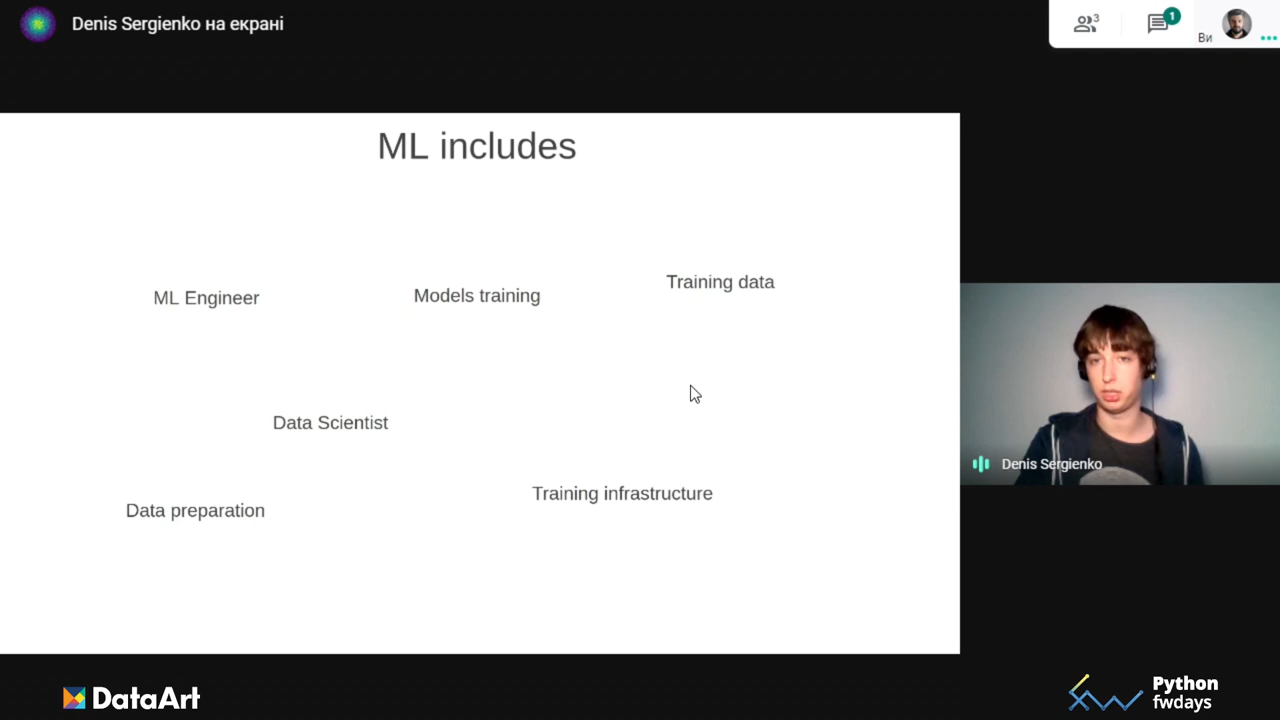 Denis Sergienko на екрані
3
1
Ви
ML includes
ML Engineer
Models training
Training data
Data Scientist
Data preparation
Training infrastructure
Denis Sergienko
DataArt
Python
fwdays